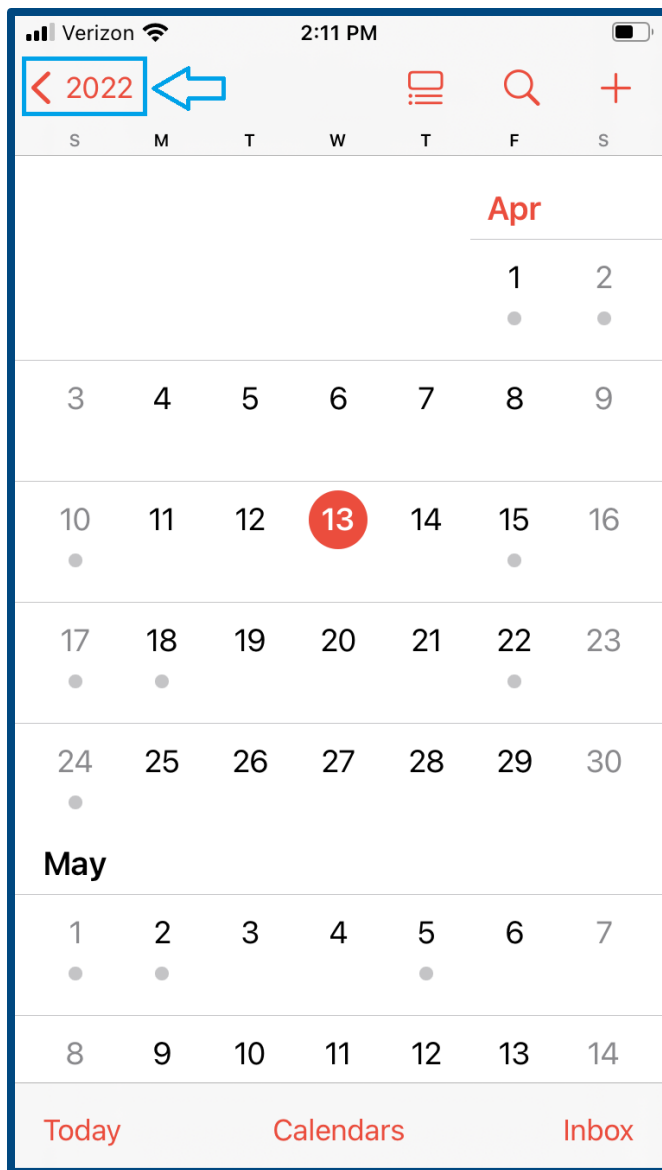 Verizon 2:11 PM
2022
S M T W T F S
Apr
1 2
3 4 5 6 7 8 9
10 11 12 13 14 15 16
17 18 19 20 21 22 23
24 25 26 27 28 29 30
May
1 2 3 4 5 6 7
8 9 10 11 12 13 14
Today Calendars Inbox